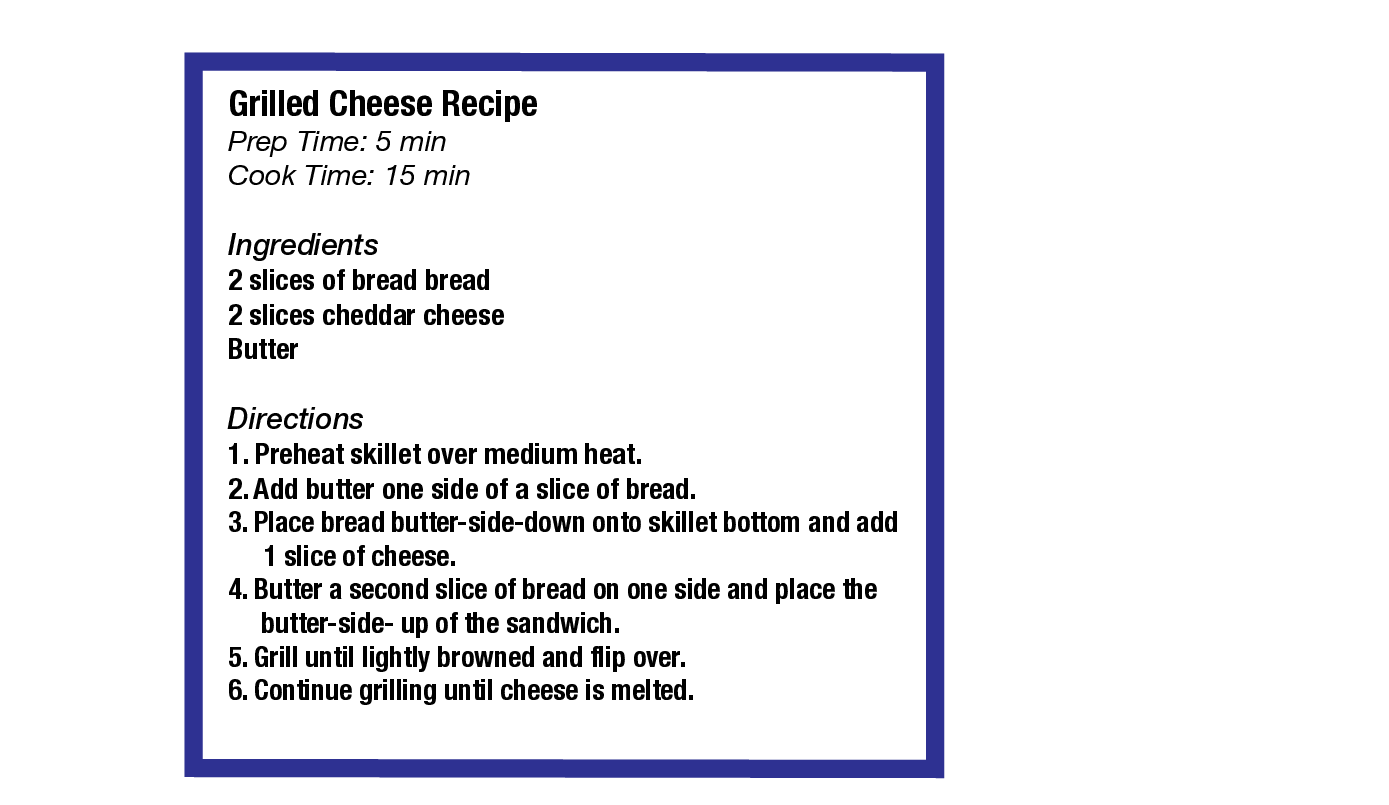 Grilled Cheese Recipe
Prep Time: 5 min
Cook Time: 15 min
Ingredients
2 slices of bread bread
2 slices cheddar cheese
Butter
Directions
1. Preheat skillet over medium heat.
2. Add butter one side of a slice of bread.
3. Place bread butter-side-down onto skillet bottom and add
1 slice of cheese.
4. Butter a second slice of bread on one side and place the
butter-side- up of the sandwich.
5. Grill until lightly browned and flip over.
6. Continue grilling until cheese is melted.